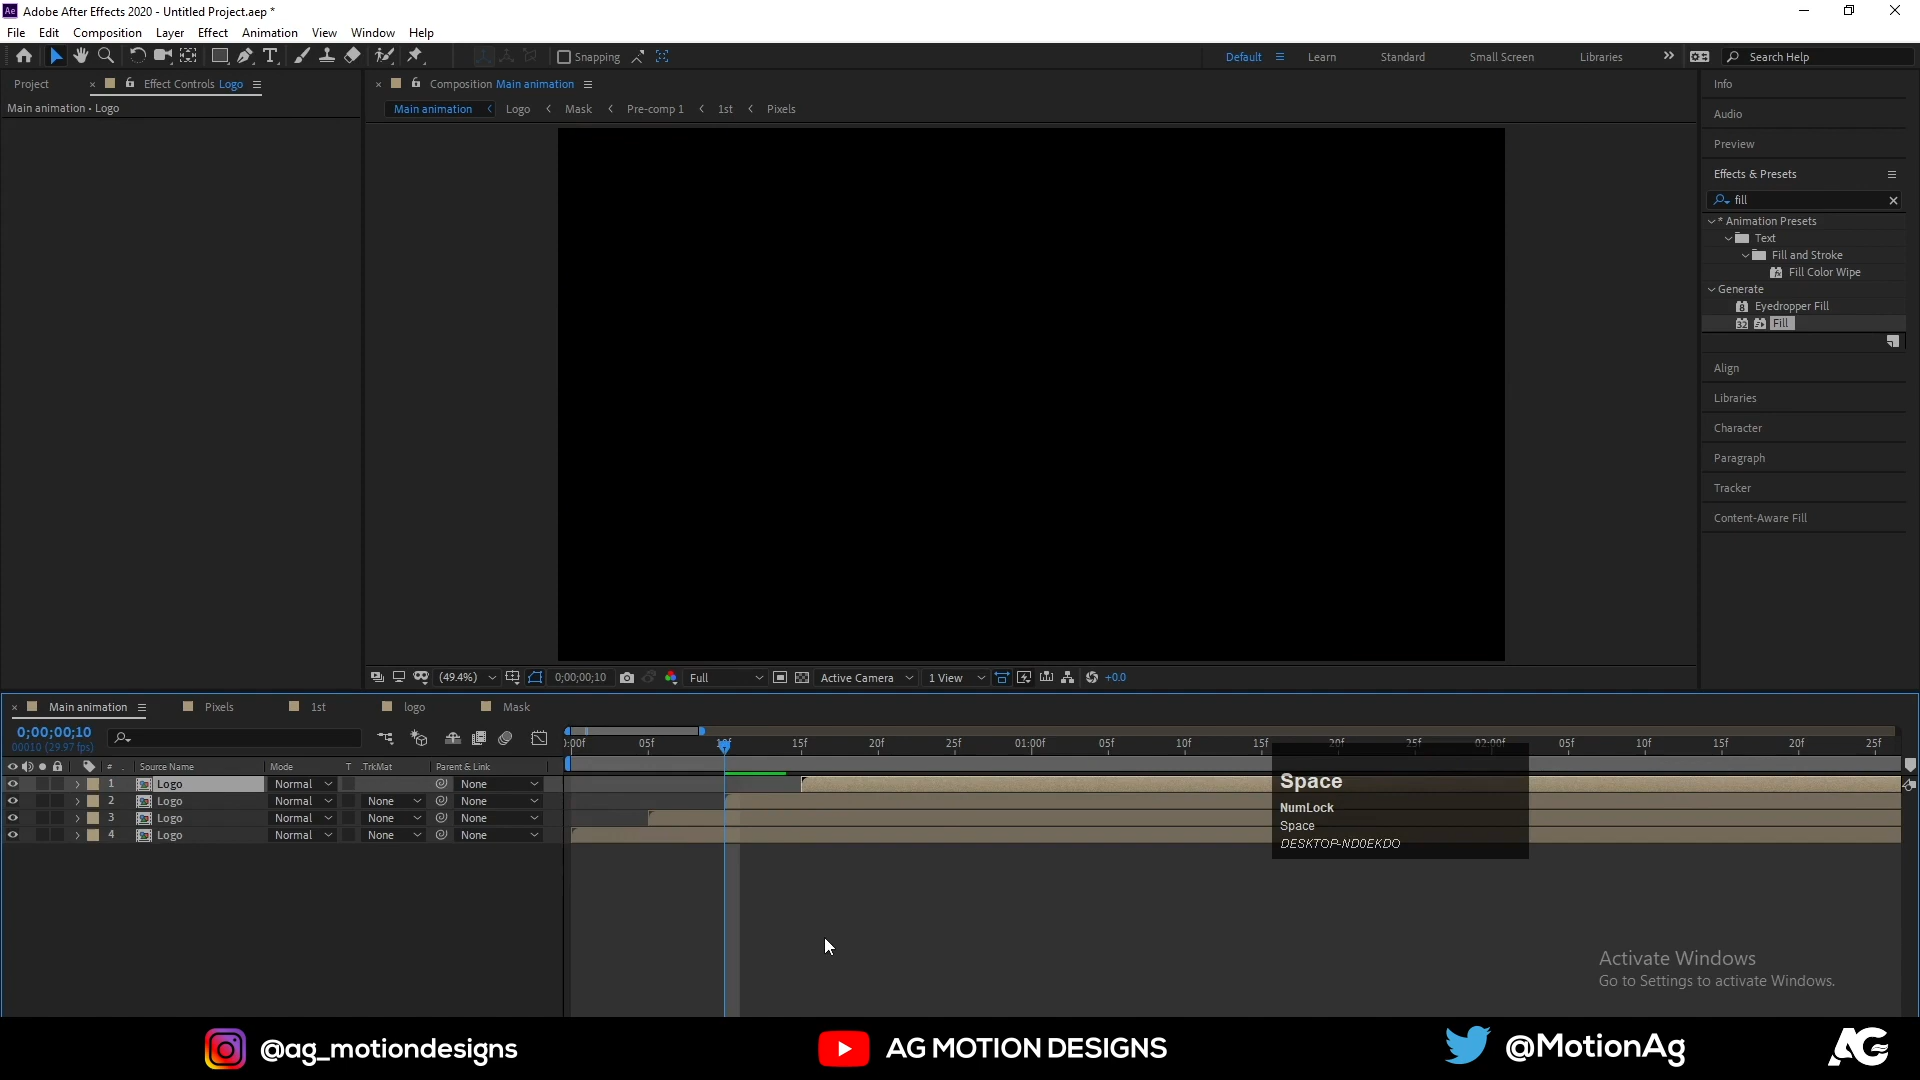 Ae Adobe After Effects 2020 - Untitled Project.aep *
File Edit Composition Layer Effect Animation View Window Help
Snapping Default Learn Standard Small Screen Libraries Search Help
Project Effect Controls Logo
Main animation • Logo
Composition Main animation
Main animation Logo Mask Pre-comp 1 1st Pixels
Info
Audio
Preview
Effects & Presets
fill
* Animation Presets
Text
Fill and Stroke
Fill Color Wipe
Generate
Eyedropper Fill
Fill
Align
Libraries
Character
Paragraph
Tracker
Content-Aware Fill
(49.4%) 0;00;00;10 Full Active Camera 1 View +0.0
Main animation Pixels 1st logo Mask
0;00;00;10
00010 (29.97 fps)
):00f 05f 10f 15f 20f 25f 01:00f 05f 10f 15f 20f 25f 02:00f 05f 10f 15f 20f 25f
# Source Name Mode T .TrkMat Parent & Link
1 Logo Normal None
2 Logo Normal None None
3 Logo Normal None None
4 Logo Normal None None
Space
NumLock
Space
DESKTOP-ND0EKDO
Activate Windows
Go to Settings to activate Windows.
@ag_motiondesigns AG MOTION DESIGNS @MotionAg AG